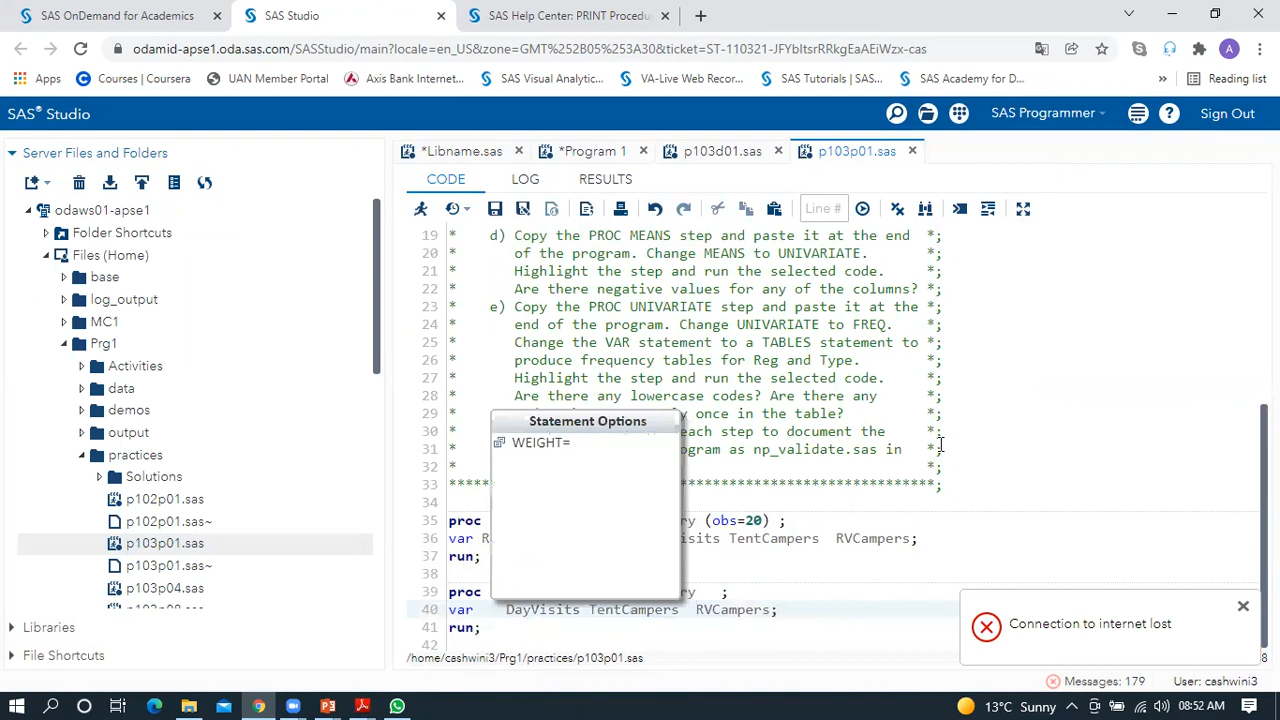 SAS OnDemand for Academics
SAS Studio
SAS Help Center: PRINT Procedu
odamid-apse1.oda.sas.com/SASStudio/main?locale=en_US&zone=GMT%252B05%253A30&ticket=ST-110321-JFYbItsrRRkgEaAEiWzx-cas
A
Apps
Courses | Coursera
UAN Member Portal
Axis Bank Internet...
SAS Visual Analytic...
VA-Live Web Recor...
SAS Tutorials | SAS...
SAS Academy for D...
»
Reading list
SAS® Studio
SAS Programmer
Sign Out
Server Files and Folders
*Libname.sas
*Program 1
p103d01.sas
p103p01.sas
CODE
LOG
RESULTS
Line #
odaws01-apse1
Folder Shortcuts
Files (Home)
base
log_output
MC1
Prg1
Activities
data
demos
output
practices
Solutions
p102p01.sas
p102p01.sas~
p103p01.sas
p103p01.sas~
p103p04.sas
Libraries
File Shortcuts
19 * d) Copy the PROC MEANS step and paste it at the end *;
20 * of the program. Change MEANS to UNIVARIATE. *;
21 * Highlight the step and run the selected code. *;
22 * Are there negative values for any of the columns? *;
23 * e) Copy the PROC UNIVARIATE step and paste it at the *;
24 * end of the program. Change UNIVARIATE to FREQ. *;
25 * Change the VAR statement to a TABLES statement to *;
26 * produce frequency tables for Reg and Type. *;
27 * Highlight the step and run the selected code. *;
28 * Are there any lowercase codes? Are there any *;
29 * once in the table? *;
30 * each step to document the *;
31 * as np_validate.sas in *;
32 * *;
33 ***** *******************************;
34
35 proc (obs=20) ;
36 var TentCampers RVCampers;
37 run;
38
39 proc ;
40 var DayVisits TentCampers RVCampers;
41 run;
42
Statement Options
WEIGHT=
Connection to internet lost
/home/cashwini3/Prg1/practices/p103p01.sas
Messages: 179
User: cashwini3
13°C Sunny
08:52 AM